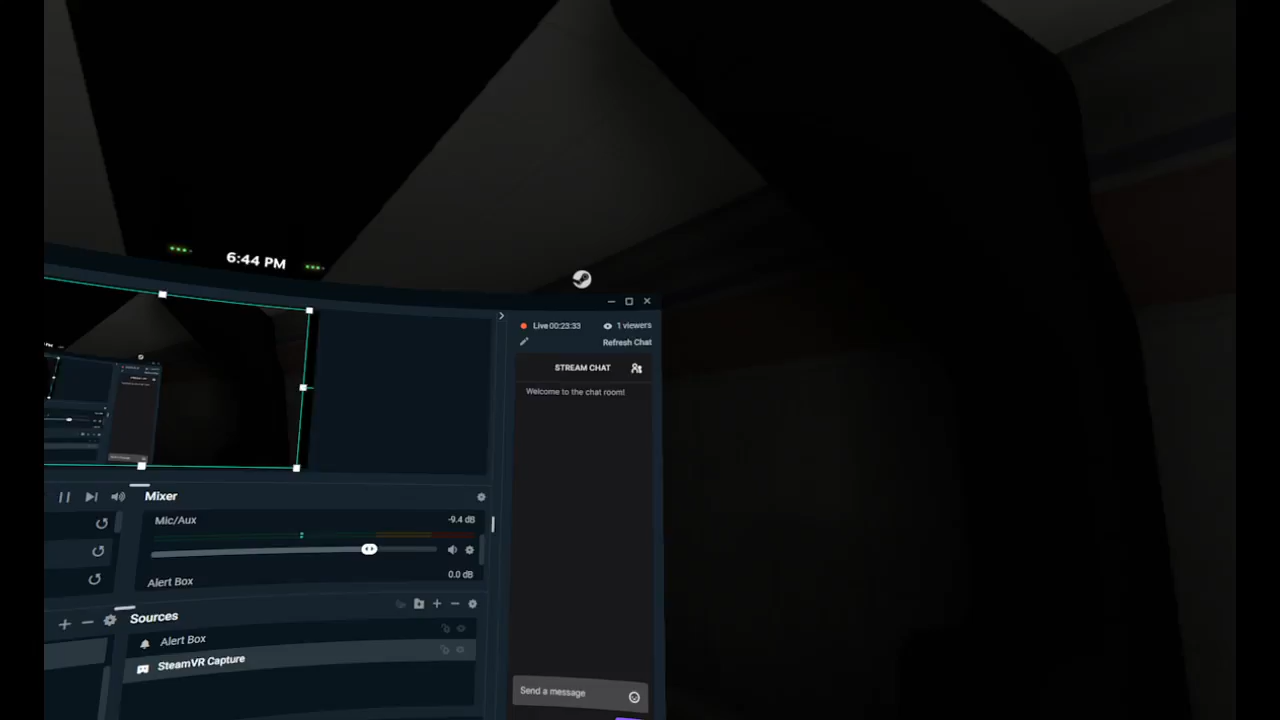 6:44 PM
Live 00:23:33
1 viewers
Refresh Chat
STREAM CHAT
Welcome to the chat room!
Mixer
Mic/Aux
-9.4 dB
Alert Box
0.0 dB
Sources
Alert Box
SteamVR Capture
Send a message